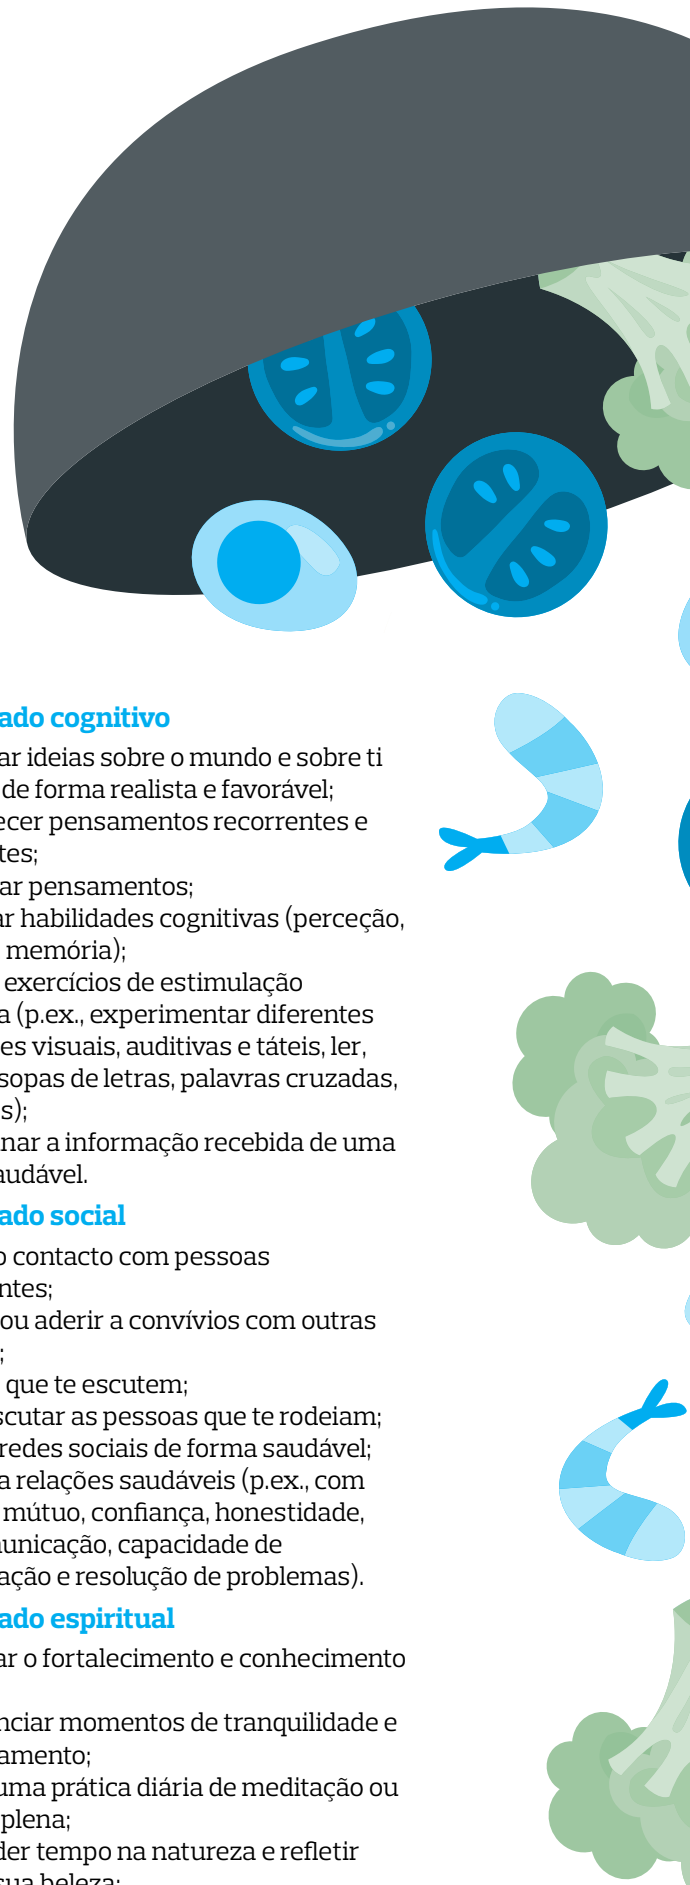 ado cognitivo
ar ideias sobre o mundo e sobre ti
de forma realista e favorável;
ecer pensamentos recorrentes e
tes;
ar pensamentos;
ar habilidades cognitivas (perceção,
memória);
exercícios de estimulação
a (p.ex., experimentar diferentes
es visuais, auditivas e táteis, ler,
sopas de letras, palavras cruzadas,
s);
nar a informação recebida de uma
audável.
ado social
o contacto com pessoas
ntes;
ou aderir a convívios com outras
;
que te escutem;
scutar as pessoas que te rodeiam;
redes sociais de forma saudável;
a relações saudáveis (p.ex., com
mútuo, confiança, honestidade,
unicação, capacidade de
ação e resolução de problemas).
ado espiritual
ar o fortalecimento e conhecimento
nciar momentos de tranquilidade e
amento;
uma prática diária de meditação ou
plena;
der tempo na natureza e refletir
sua beleza;